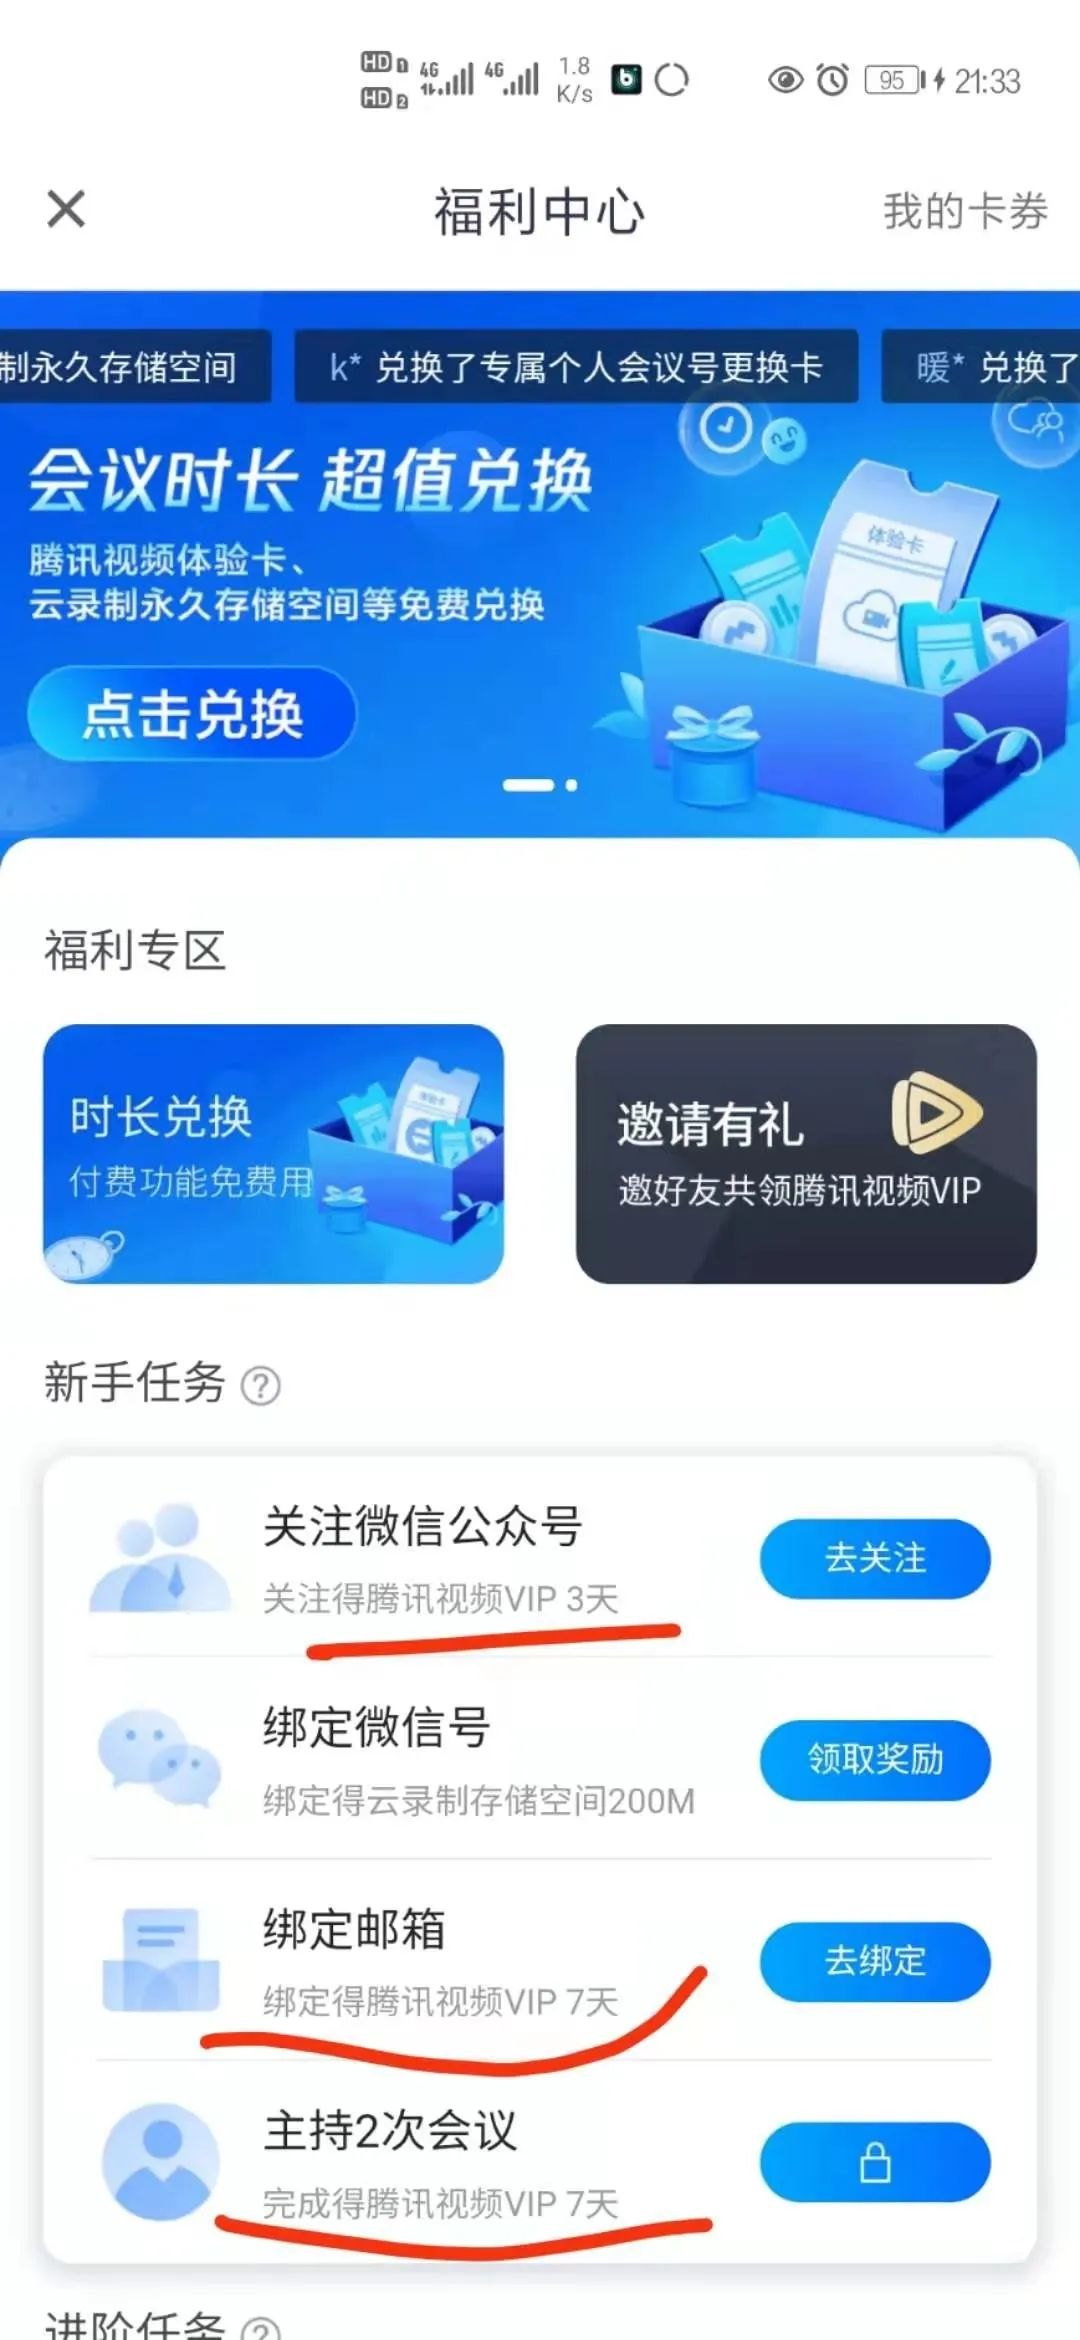 HD 1 4G 4G 1.8 K/s 95 21:33
HD 2
福利中心
我的卡券
制永久存储空间
k* 兑换了专属个人会议号更换卡
暖* 兑换了
会议时长 超值兑换
腾讯视频体验卡、
云录制永久存储空间等免费兑换
体验卡
点击兑换
福利专区
时长兑换
付费功能免费用
体验卡
邀请有礼
邀好友共领腾讯视频VIP
新手任务 ?
关注微信公众号
关注得腾讯视频VIP 3天
去关注
绑定微信号
绑定得云录制存储空间200M
领取奖励
绑定邮箱
绑定得腾讯视频VIP 7天
去绑定
主持2次会议
完成得腾讯视频VIP 7天
进阶任务 ?